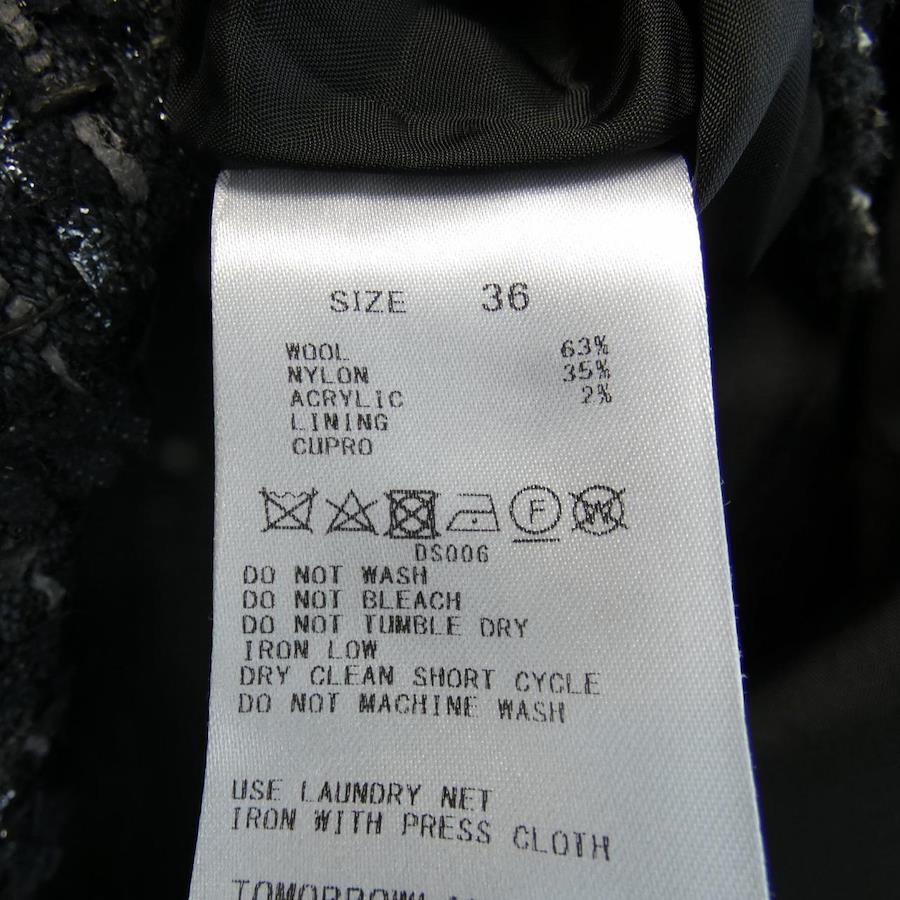 SIZE 36
WOOL 63%
NYLON 35%
ACRYLIC 2%
LINING
CUPRO
F W
DS006
DO NOT WASH
DO NOT BLEACH
DO NOT TUMBLE DRY
IRON LOW
DRY CLEAN SHORT CYCLE
DO NOT MACHINE WASH
USE LAUNDRY NET
IRON WITH PRESS CLOTH